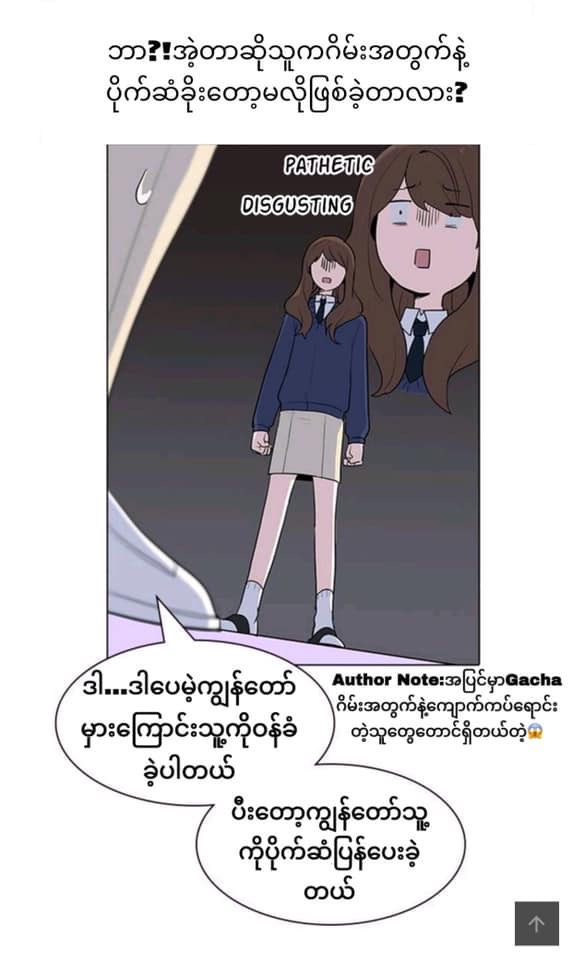 ဘာ?!အဲ့တာဆိုသူကဂိမ်းအတွက်နဲ့
ပိုက်ဆံခိုးတော့မလိုဖြစ်ခဲ့တာလား?
PATHETIC
DISGUSTING
ဒါ...ဒါပေမဲ့ကျွန်တော်
မှားကြောင်းသူ့ကိုဝန်ခံ
ခဲ့ပါတယ်
Author Note:အပြင်မှာGacha
ဂိမ်းအတွက်နဲ့ကျောက်ကပ်ရောင်း
တဲ့သူတွေတောင်ရှိတယ်တဲ့😱
ပီးတော့ကျွန်တော်သူ့
ကိုပိုက်ဆံပြန်ပေးခဲ့
တယ်